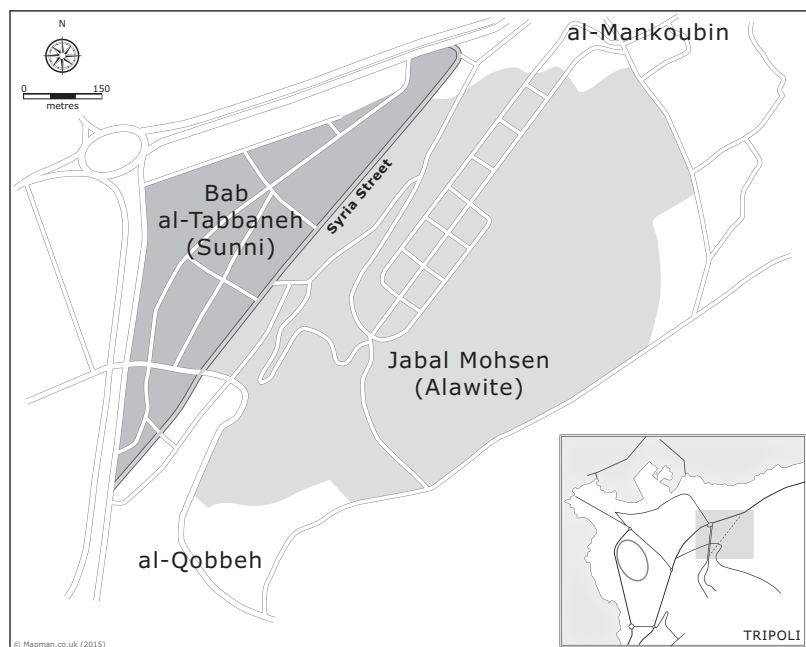 al-Mankoubin
N
0 150
metres
Bab
al-Tabbaneh
(Sunni)
Syria Street
Jabal Mohsen
(Alawite)
al-Qobbeh
TRIPOLI
© Mapman.co.uk (2015)